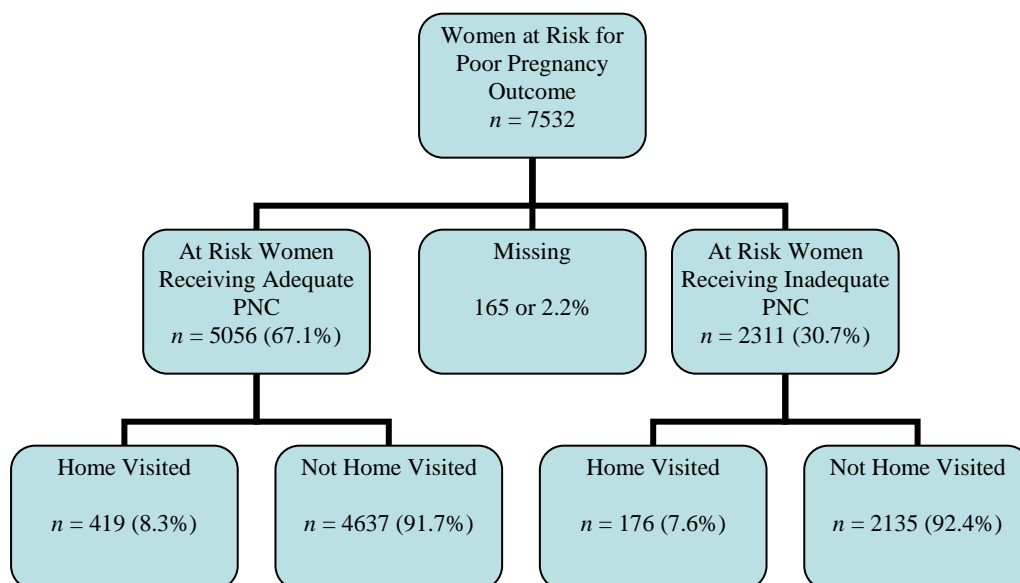 Women at Risk for
Poor Pregnancy
Outcome
n = 7532
At Risk Women
Receiving Adequate
PNC
n = 5056 (67.1%)
Missing
165 or 2.2%
At Risk Women
Receiving Inadequate
PNC
n = 2311 (30.7%)
Home Visited
n = 419 (8.3%)
Not Home Visited
n = 4637 (91.7%)
Home Visited
n = 176 (7.6%)
Not Home Visited
n = 2135 (92.4%)